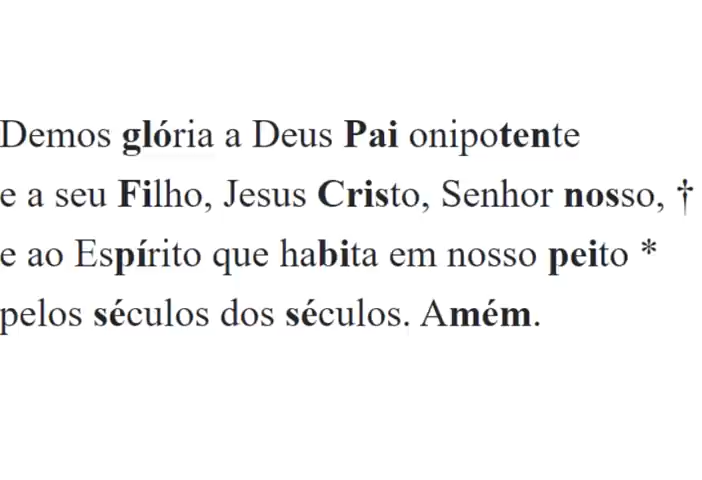 Demos glória a Deus Pai onipotente
e a seu Filho, Jesus Cristo, Senhor nosso, †
e ao Espírito que habita em nosso peito *
pelos séculos dos séculos. Amém.